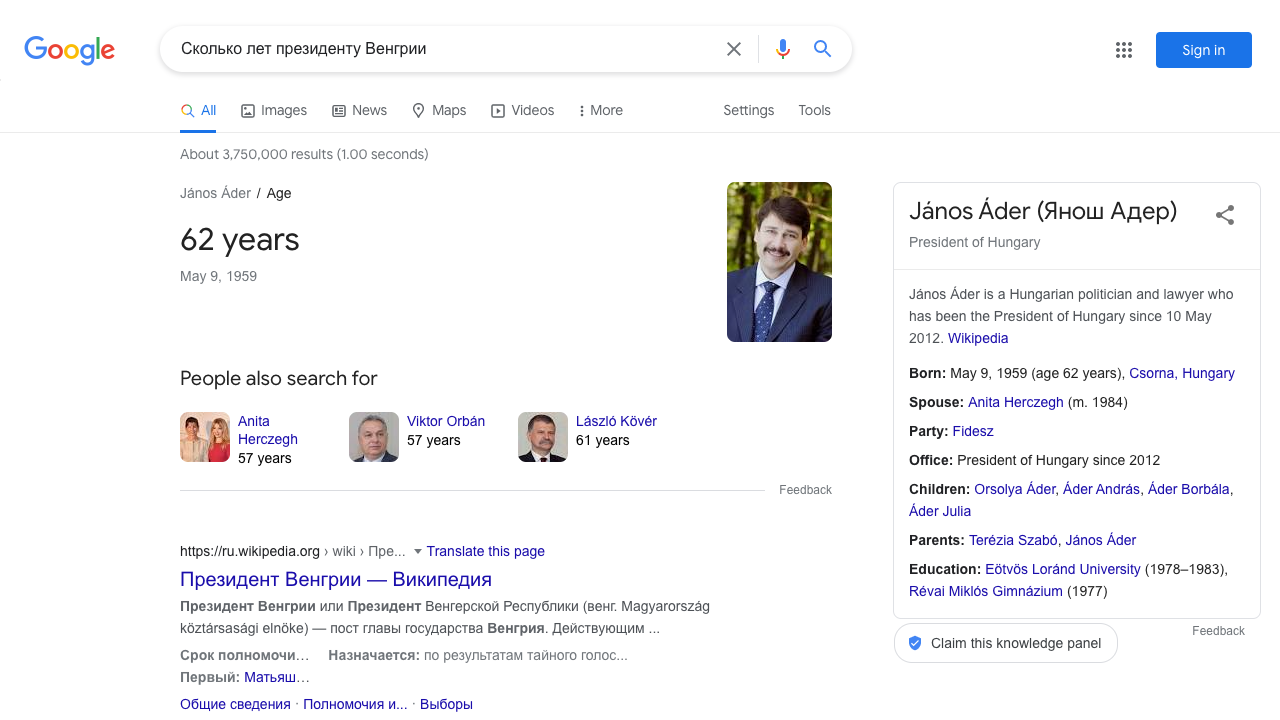 Google
Сколько лет президенту Венгрии
Sign in
All Images News Maps Videos More Settings Tools
About 3,750,000 results (1.00 seconds)
János Áder / Age
62 years
May 9, 1959
People also search for
Anita
Herczegh
57 years
Viktor Orbán
57 years
László Kövér
61 years
Feedback
https://ru.wikipedia.org › wiki › Пре... Translate this page
Президент Венгрии — Википедия
Президент Венгрии или Президент Венгерской Республики (венг. Magyarország
köztársasági elnöke) — пост главы государства Венгрия. Действующим ...
Срок полномочи… Назначается: по результатам тайного голос...
Первый: Матьяш…
Общие сведения · Полномочия и... · Выборы
János Áder (Янош Адер)
President of Hungary
János Áder is a Hungarian politician and lawyer who
has been the President of Hungary since 10 May
2012. Wikipedia
Born: May 9, 1959 (age 62 years), Csorna, Hungary
Spouse: Anita Herczegh (m. 1984)
Party: Fidesz
Office: President of Hungary since 2012
Children: Orsolya Áder, Áder András, Áder Borbála,
Áder Julia
Parents: Terézia Szabó, János Áder
Education: Eötvös Loránd University (1978–1983),
Révai Miklós Gimnázium (1977)
Feedback
Claim this knowledge panel